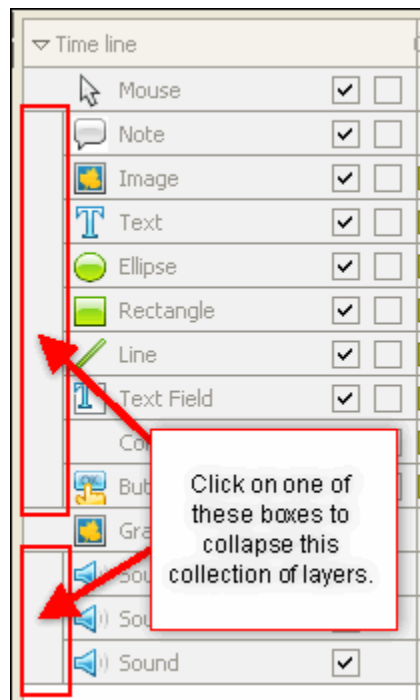 Time line
Mouse
Note
Image
Text
Ellipse
Rectangle
Line
Text Field
Click on one of
these boxes to
collapse this
collection of layers.
Sound